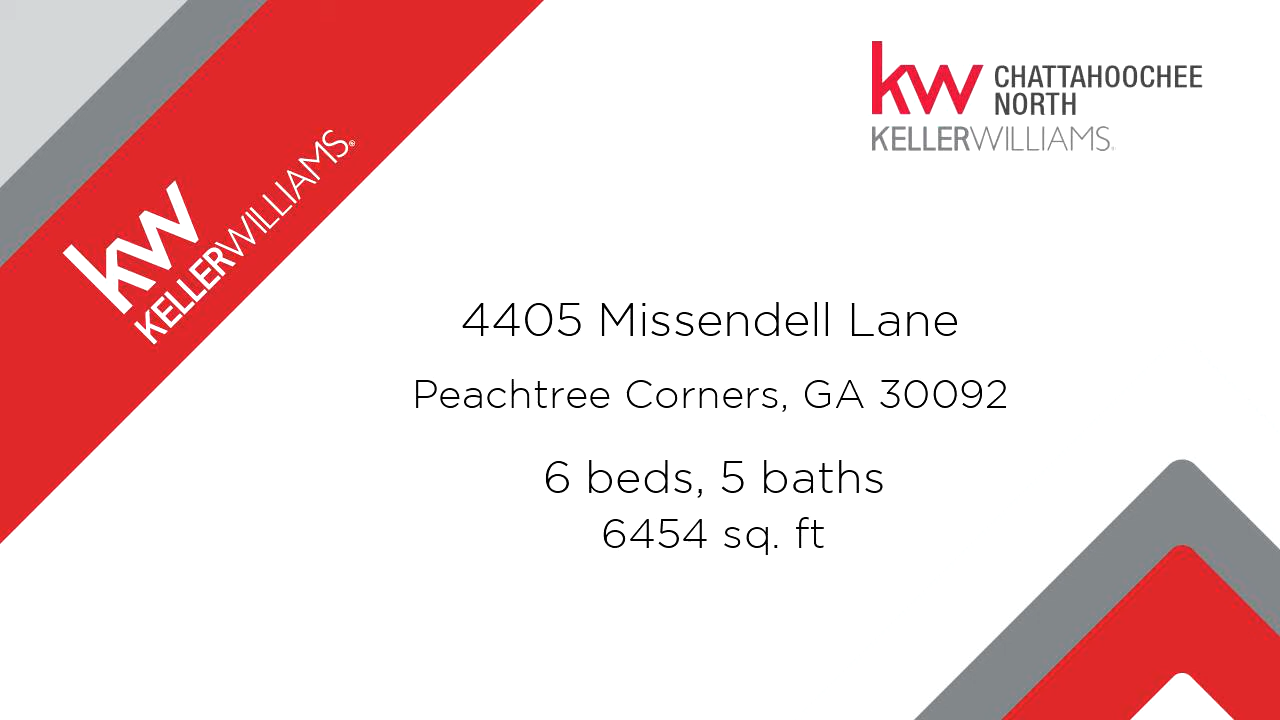 kw
KELLERWILLIAMS®
kw CHATTAHOOCHEE
NORTH
KELLERWILLIAMS.
4405 Missendell Lane
Peachtree Corners, GA 30092
6 beds, 5 baths
6454 sq. ft